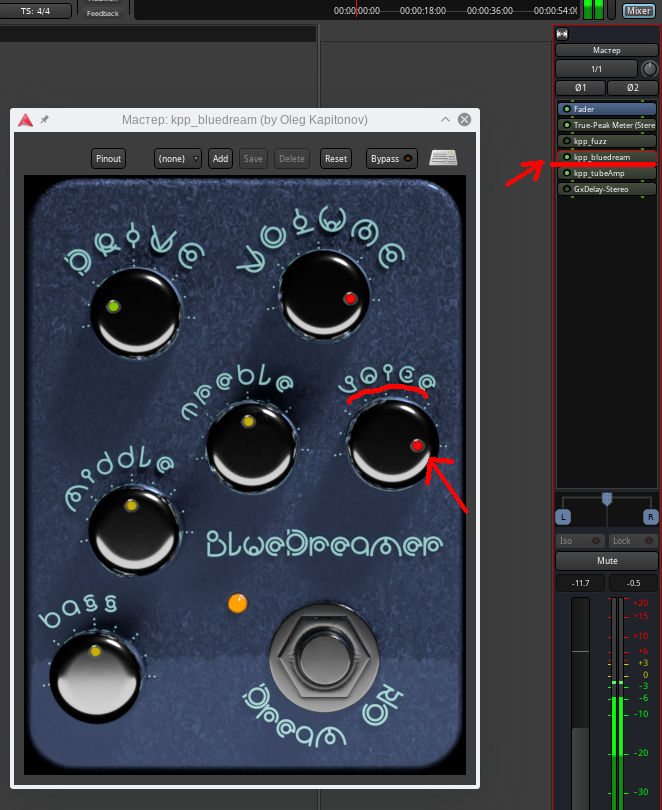 TS: 4/4
Feedback
00:00:00:00
00:00:18:00
00:00:36:00
00:00:54:0
Mixer
Мастер
1/1
Ø1
Ø2
Fader
True-Peak Meter (Stere
kpp_fuzz
kpp_bluedream
kpp_tubeAmp
GxDelay-Stereo
L
R
Iso
Lock
Mute
-11.7
-0.5
+20
+15
+10
+6
+3
0
-3
-6
-10
-20
-30
Мастер: kpp_bluedream (by Oleg Kapitonov)
Pinout
(none)
Add
Save
Delete
Reset
Bypass
drive
volume
treble
voice
middle
BlueDreamer
bass